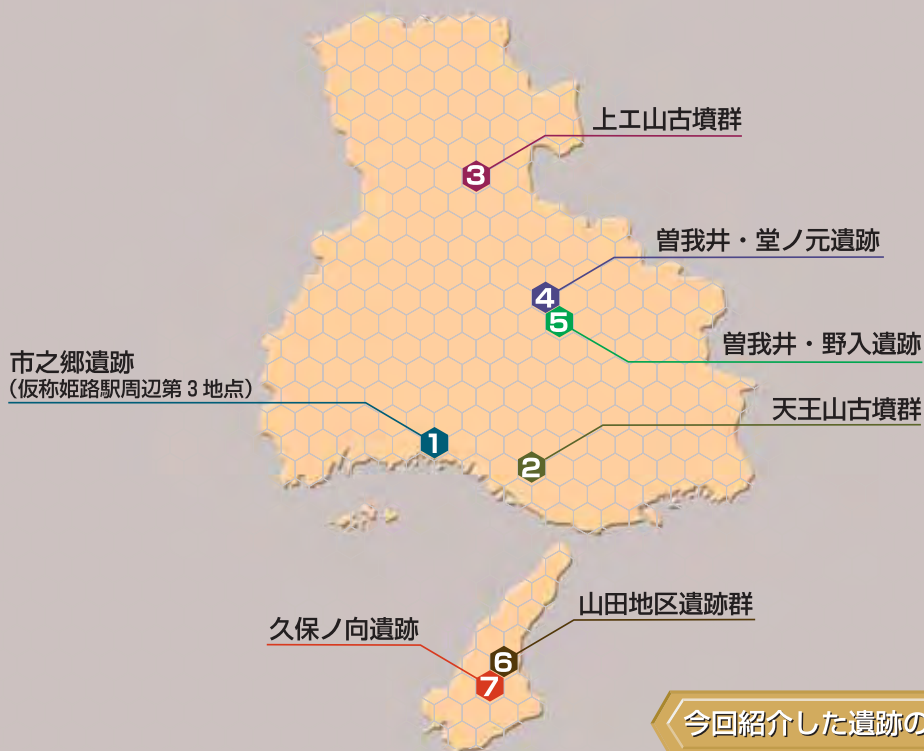 上工山古墳群
3
曽我井・堂ノ元遺跡
4
5
曽我井・野入遺跡
市之郷遺跡
（仮称姫路駅周辺第3地点）
天王山古墳群
1
2
山田地区遺跡群
久保ノ向遺跡
6
7
今回紹介した遺跡の